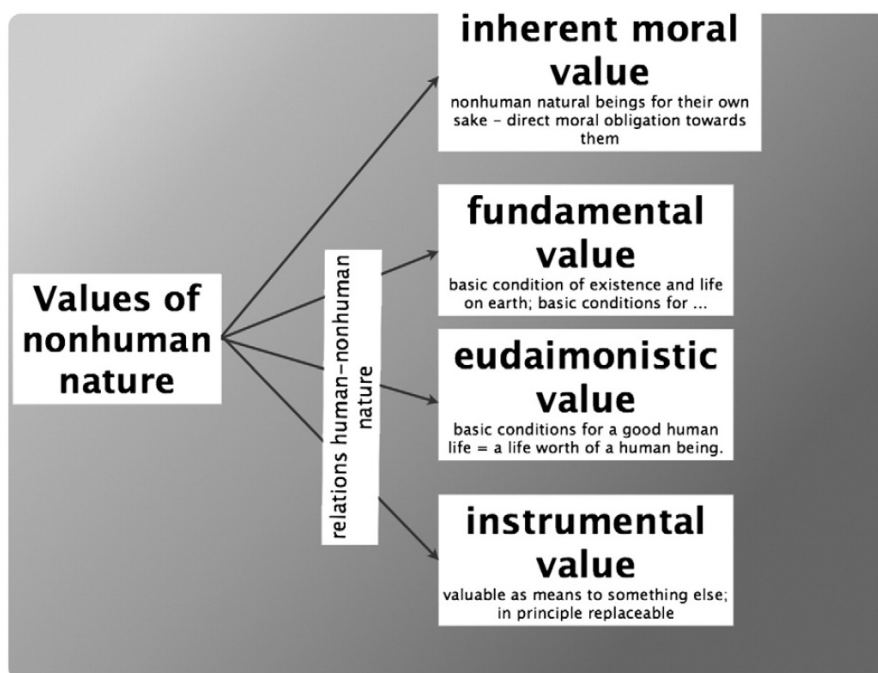 inherent moral
value
nonhuman natural beings for their own
sake – direct moral obligation towards
them
fundamental
value
basic condition of existence and life
on earth; basic conditions for ...
Values of
nonhuman
nature
relations human–nonhuman
nature
eudaimonistic
value
basic conditions for a good human
life = a life worth of a human being.
instrumental
value
valuable as means to something else;
in principle replaceable